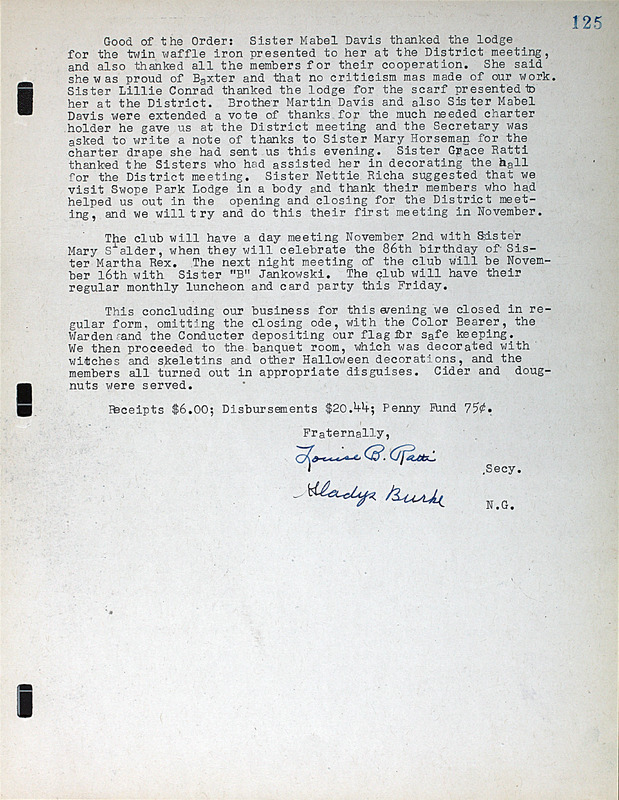 125
Good of the Order: Sister Mabel Davis thanked the lodge
for the twin waffle iron presented to her at the District meeting,
and also thanked all the members for their cooperation. She said
she was proud of Baxter and that no criticism mas made of our work.
Sister Lillie Conrad thanked the lodge for the scarf presented to
her at the District. Brother Martin Davis and also Sister Mabel
Davis were extended a vote of thanks for the much needed charter
holder he gave us at the District meeting and the Secretary was
asked to write a note of thanks to Sister Mary Horseman for the
charter drape she had sent us this evening. Sister Grace Ratti
thanked the Sisters who had assisted her in decorating the hall
for the District meeting. Sister Nettie Richa suggested that we
visit Swope Park Lodge in a body and thank their members who had
helped us out in the opening and closing for the District meet-
ing, and we will try and do this their first meeting in November.
The club will have a day meeting November 2nd with Sister
Mary Stalder, when they will celebrate the 86th birthday of Sis-
ter Martha Rex. The next night meeting of the club will be Novem-
ber 16th with Sister "B" Jankowski. The club will have their
regular monthly luncheon and card party this Friday.
This concluding our business for this evening we closed in re-
gular form, omitting the closing ode, with the Color Bearer, the
Warden and the Conducter depositing our flag for safe keeping.
We then proceeded to the banquet room, which was decorated with
witches and skeletins and other Halloween decorations, and the
members all turned out in appropriate disguises. Cider and doug-
nuts were served.
Receipts $6.00; Disbursements $20.44; Penny Fund 75¢.
Fraternally,
Louise B. Ratti
Secy.
Gladys Burke
N.G.